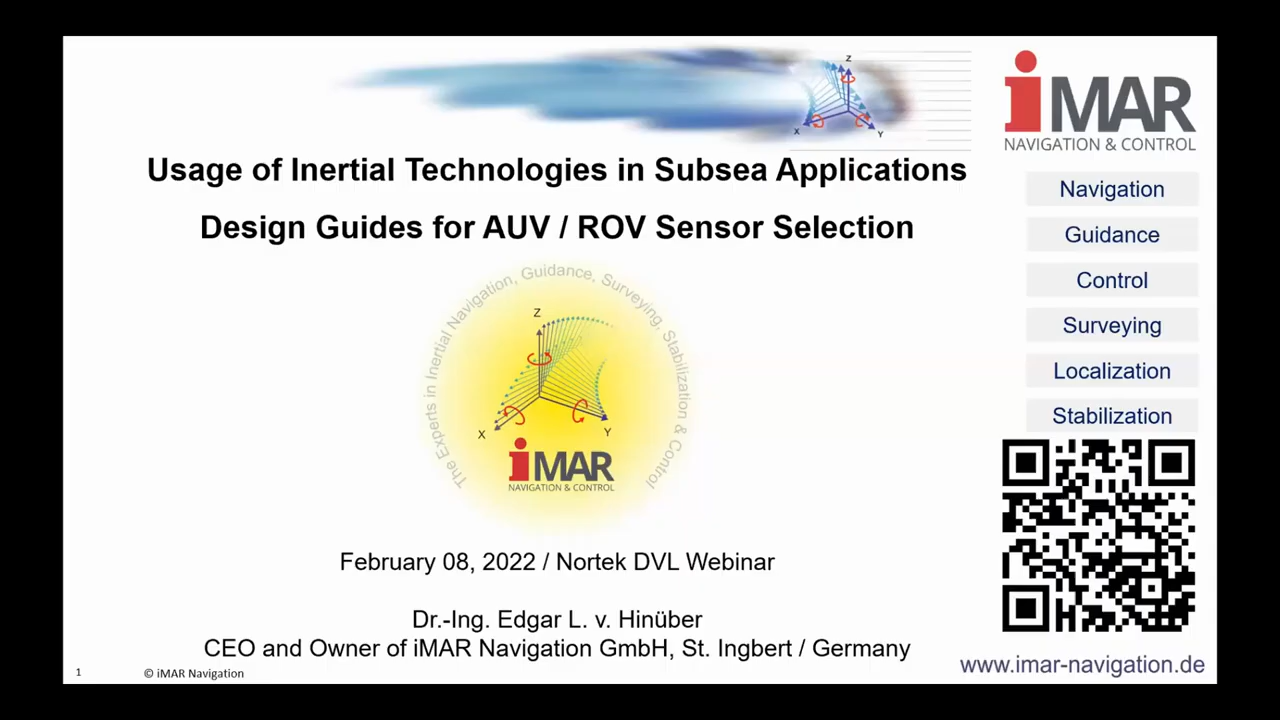 Z
X
Y
iMAR
NAVIGATION & CONTROL
Usage of Inertial Technologies in Subsea Applications
Design Guides for AUV / ROV Sensor Selection
Navigation
Guidance
Control
Surveying
Localization
Stabilization
The Experts in Inertial Navigation, Guidance, Surveying, Stabilization & Control
Z
X
Y
iMAR
NAVIGATION & CONTROL
February 08, 2022 / Nortek DVL Webinar
Dr.-Ing. Edgar L. v. Hinüber
CEO and Owner of iMAR Navigation GmbH, St. Ingbert / Germany
www.imar-navigation.de
1
© iMAR Navigation